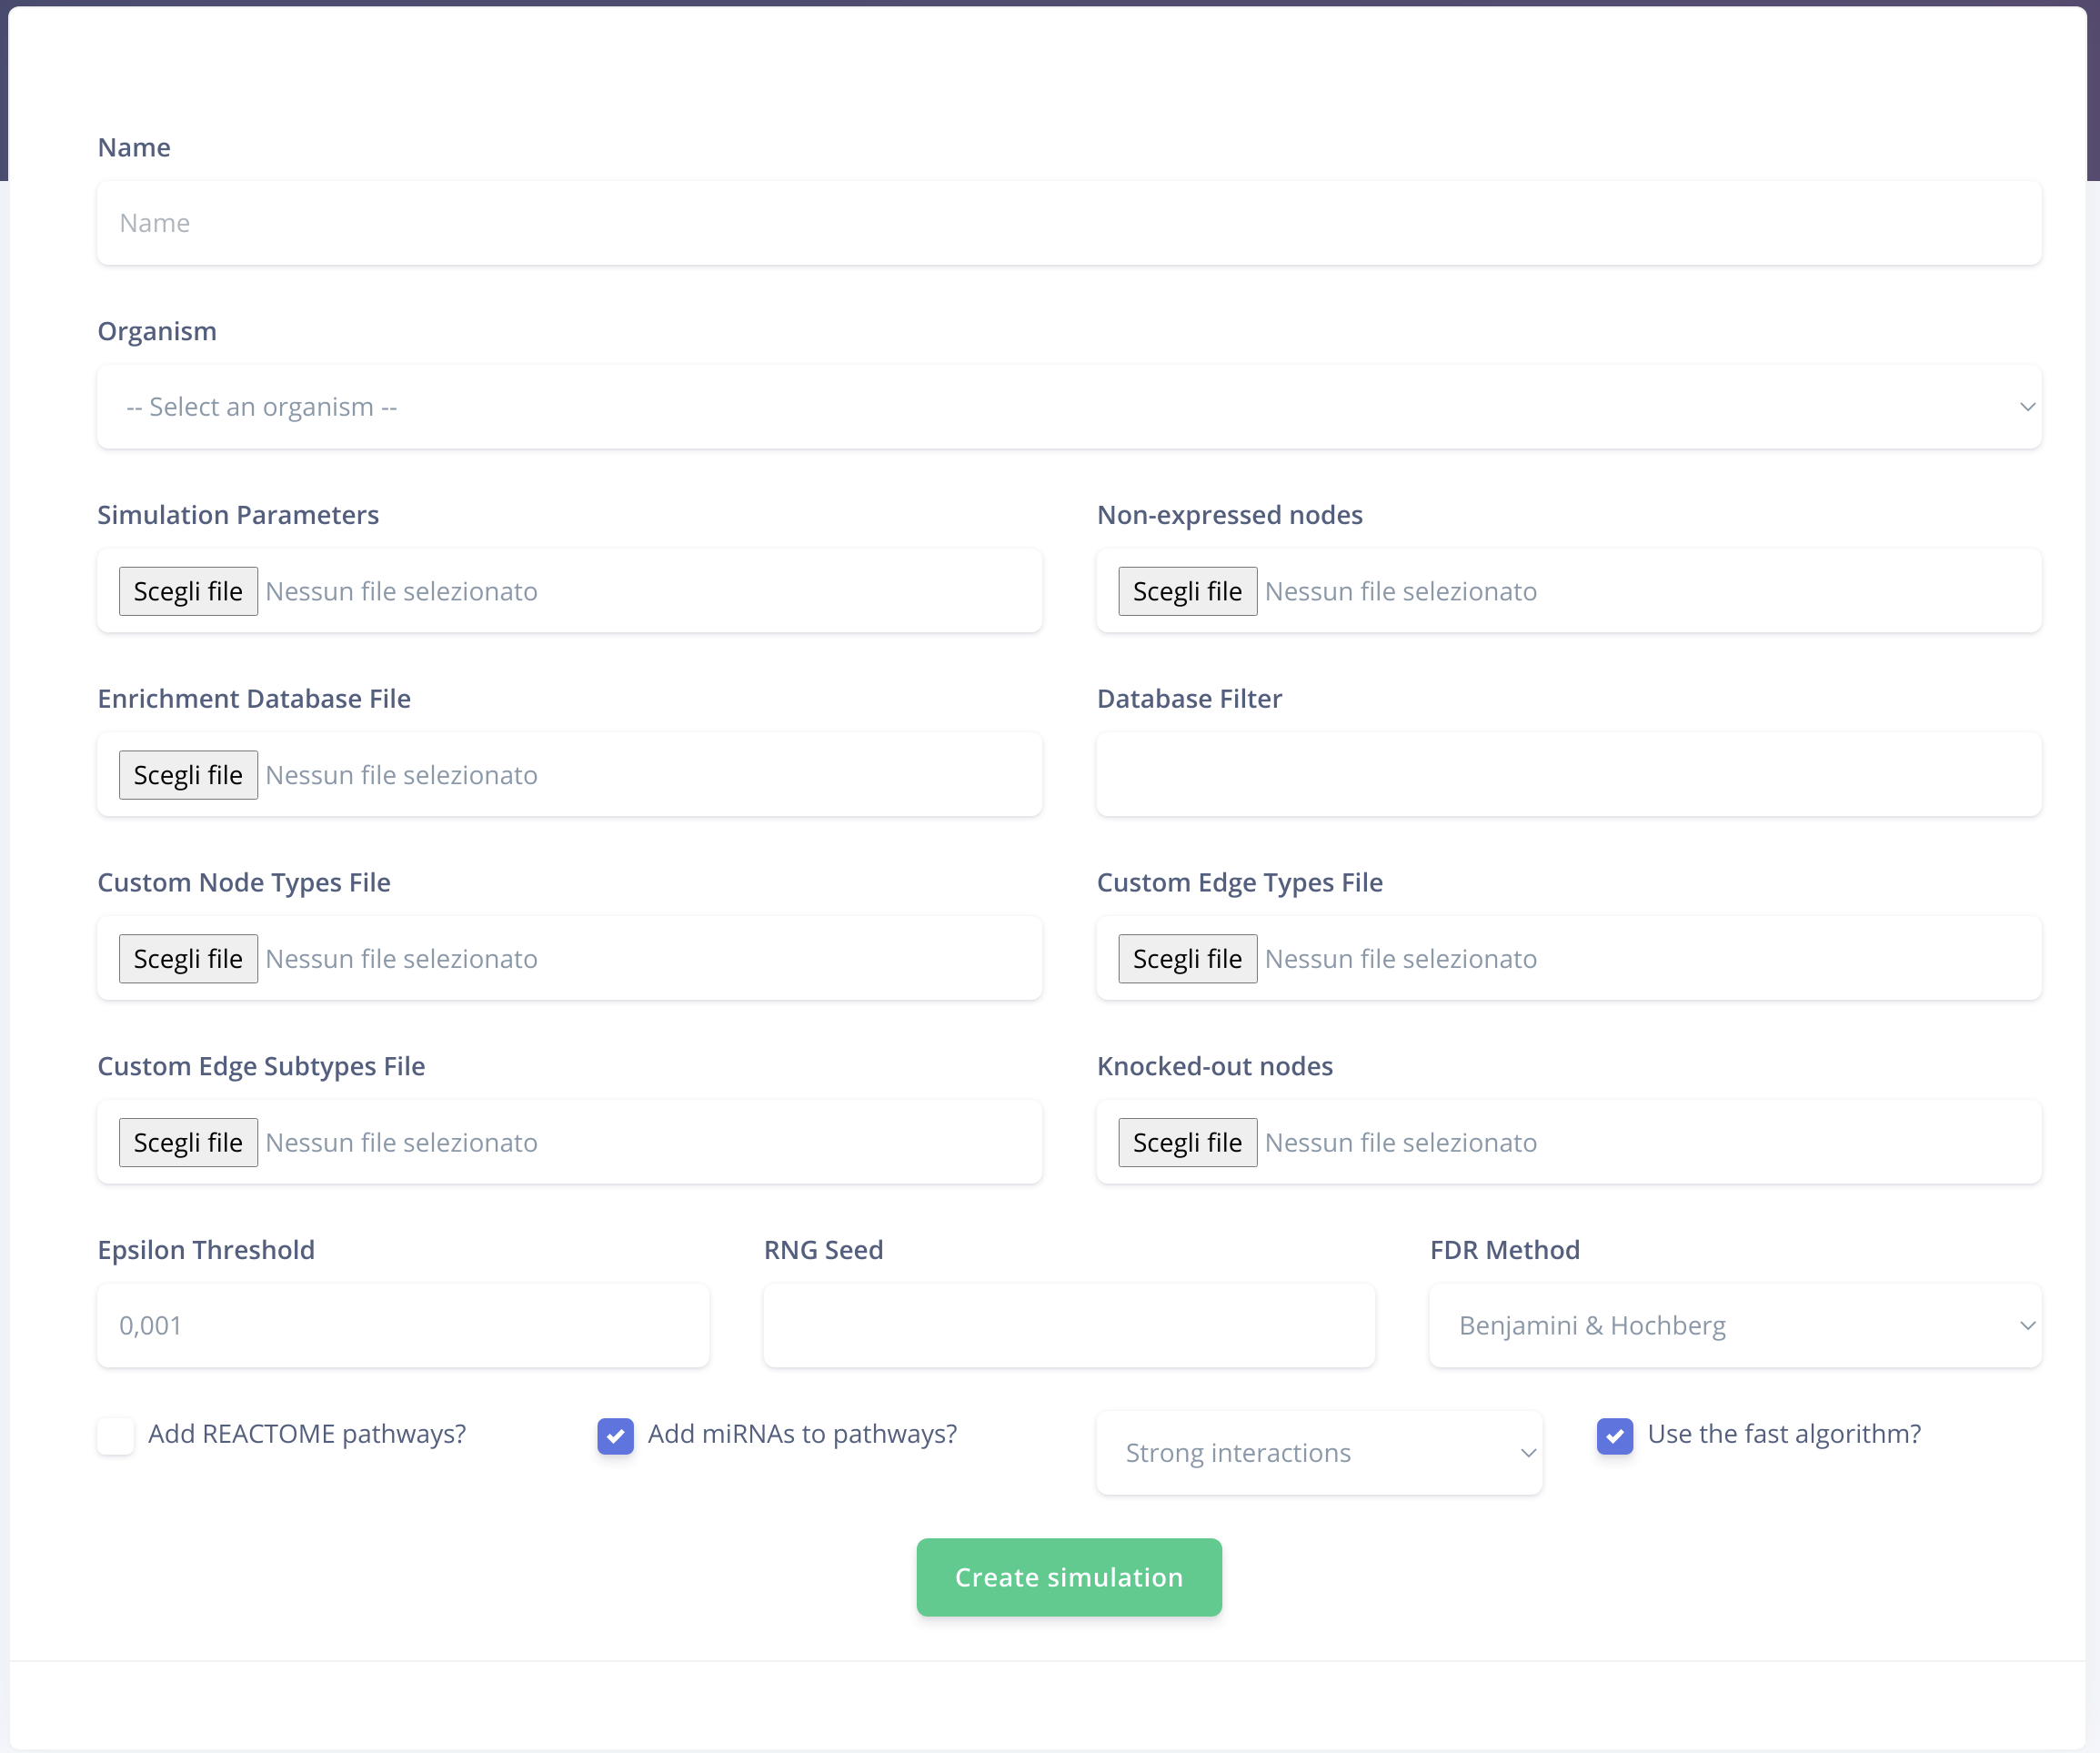 Name
Name
Organism
-- Select an organism --
Simulation Parameters
Non-expressed nodes
Scegli file Nessun file selezionato
Scegli file Nessun file selezionato
Enrichment Database File
Database Filter
Scegli file Nessun file selezionato
Custom Node Types File
Custom Edge Types File
Scegli file Nessun file selezionato
Scegli file Nessun file selezionato
Custom Edge Subtypes File
Knocked-out nodes
Scegli file Nessun file selezionato
Scegli file Nessun file selezionato
Epsilon Threshold
RNG Seed
FDR Method
0,001
Benjamini & Hochberg
Add REACTOME pathways?
Add miRNAs to pathways?
Strong interactions
Use the fast algorithm?
Create simulation